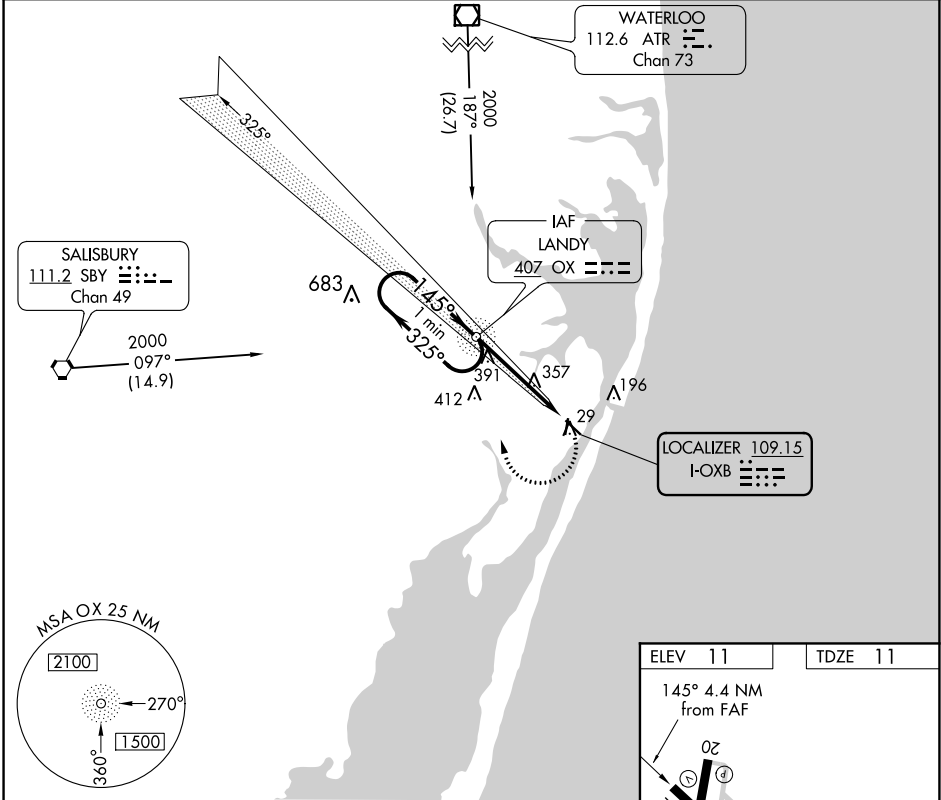 WATERLOO
112.6 ATR
Chan 73
2000
187°
(26.7)
325°
IAF
LANDY
407 OX
SALISBURY
111.2 SBY
Chan 49
683
145°
1 min
325°
2000
097°
(14.9)
391
357
412
196
29
LOCALIZER 109.15
I-OXB
MSA OX 25 NM
2100
270°
1500
360°
ELEV 11
TDZE 11
145° 4.4 NM
from FAF
20
V
P